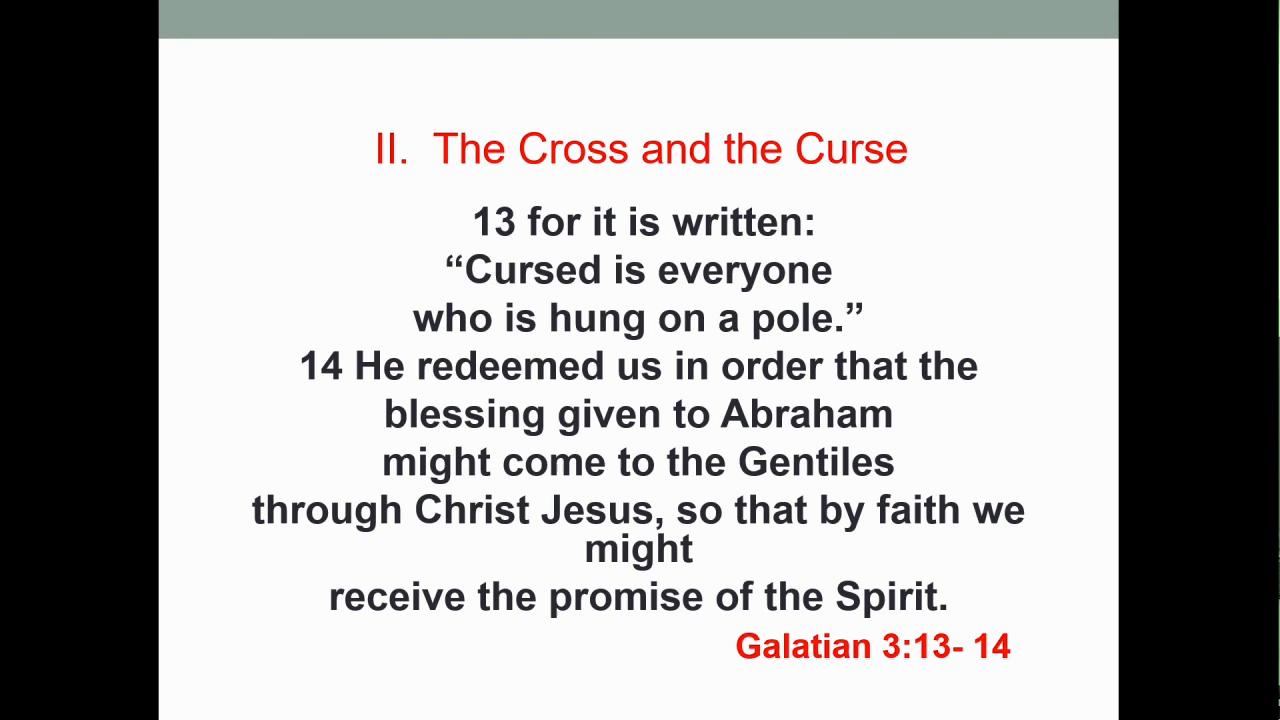 II.  The Cross and the Curse
13 for it is written:
“Cursed is everyone
who is hung on a pole.”
14 He redeemed us in order that the
blessing given to Abraham
might come to the Gentiles
through Christ Jesus, so that by faith we
might
receive the promise of the Spirit.
Galatian 3:13- 14